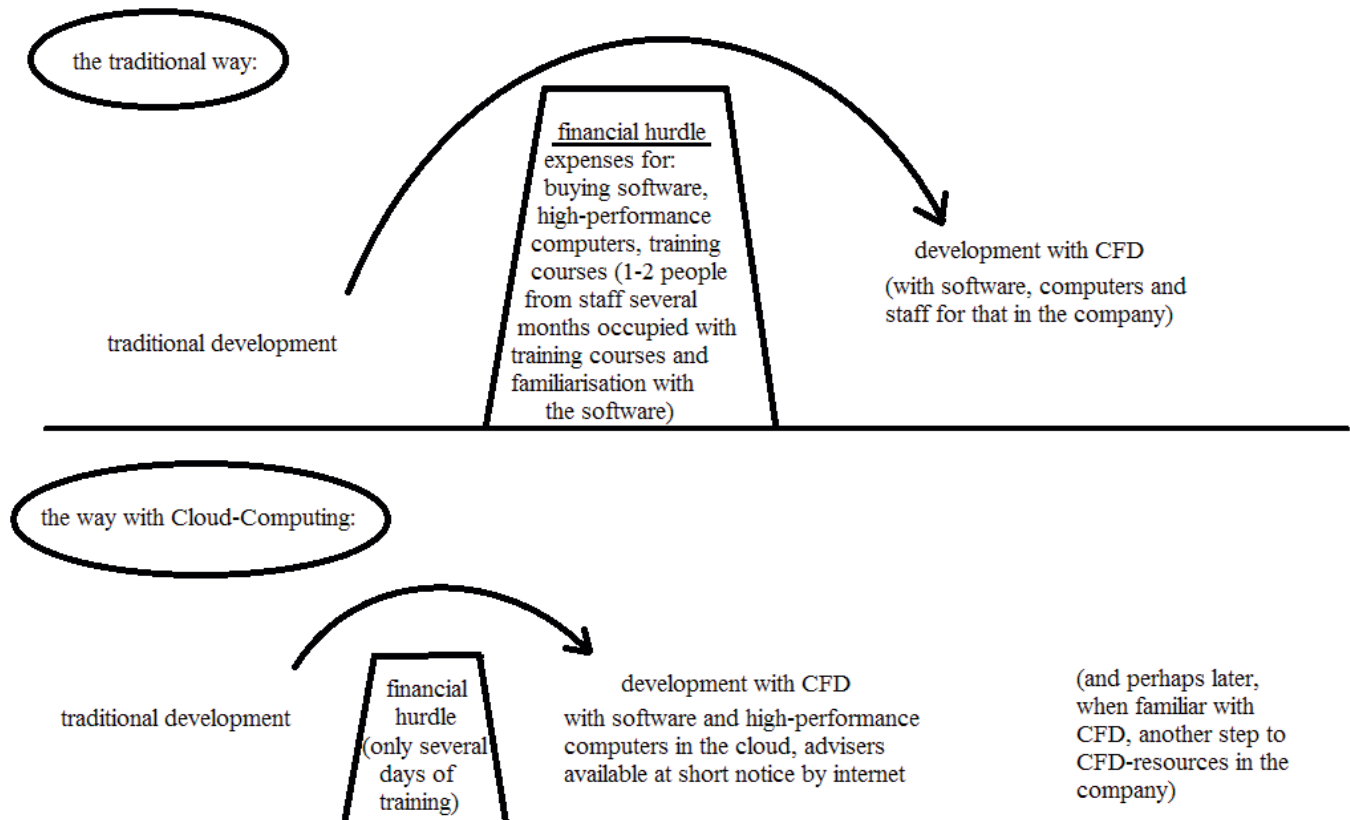 the traditional way:
financial hurdle
expenses for:
buying software,
high-performance
computers, training
courses (1-2 people
from staff several
months occupied with
training courses and
familiarisation with
the software)
traditional development
development with CFD
(with software, computers and
staff for that in the company)
the way with Cloud-Computing:
traditional development
financial
hurdle
(only several
days of
training)
development with CFD
with software and high-performance
computers in the cloud, advisers
available at short notice by internet
(and perhaps later,
when familiar with
CFD, another step to
CFD-resources in the
company)